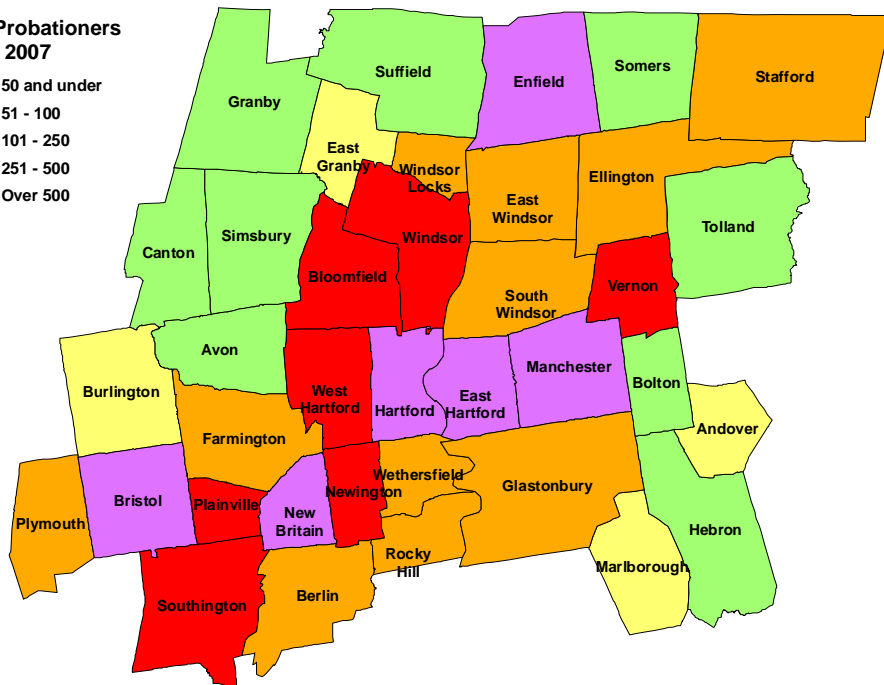 Probationers
2007
50 and under
51 - 100
101 - 250
251 - 500
Over 500
Granby
Suffield
Enfield
Somers
Stafford
East
Granby
Windsor
Locks
East
Windsor
Ellington
Tolland
Canton
Simsbury
Bloomfield
Windsor
South
Windsor
Vernon
Avon
Burlington
West
Hartford
Hartford
East
Hartford
Manchester
Bolton
Andover
Farmington
Plymouth
Bristol
Plainville
New
Britain
Newington
Wethersfield
Glastonbury
Hebron
Rocky
Hill
Marlborough
Southington
Berlin